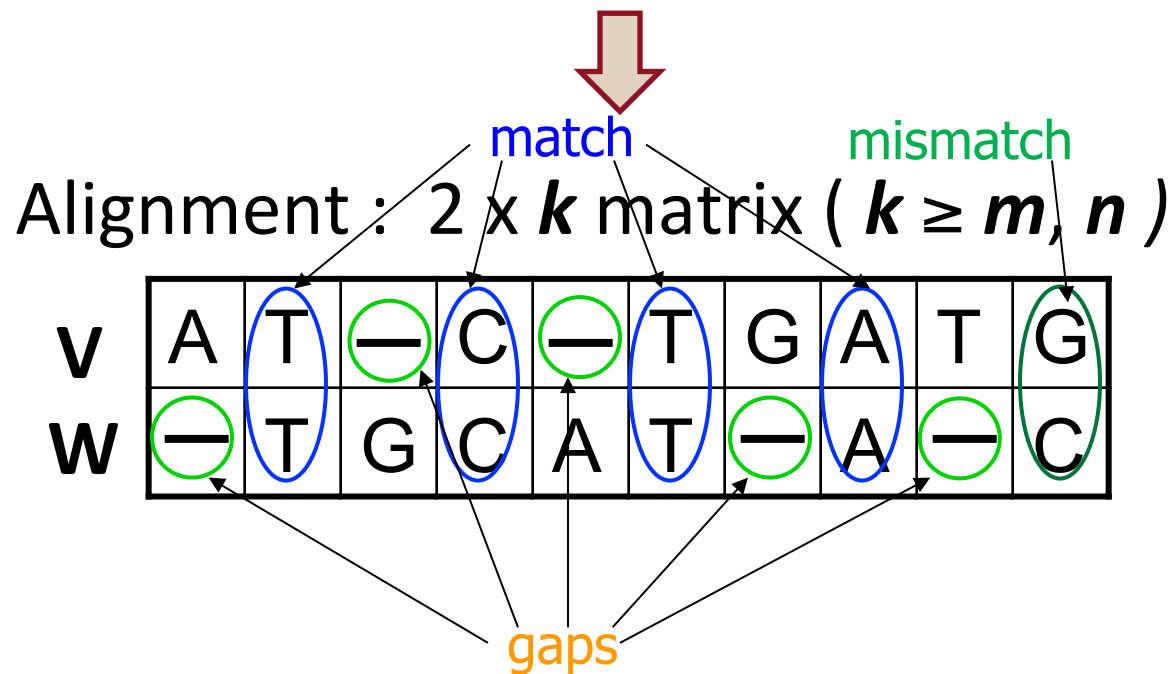 match mismatch
Alignment : 2 x k matrix ( k ≥ m, n )
V A T — C — T G A T G
W — T G C A T — A — C
gaps